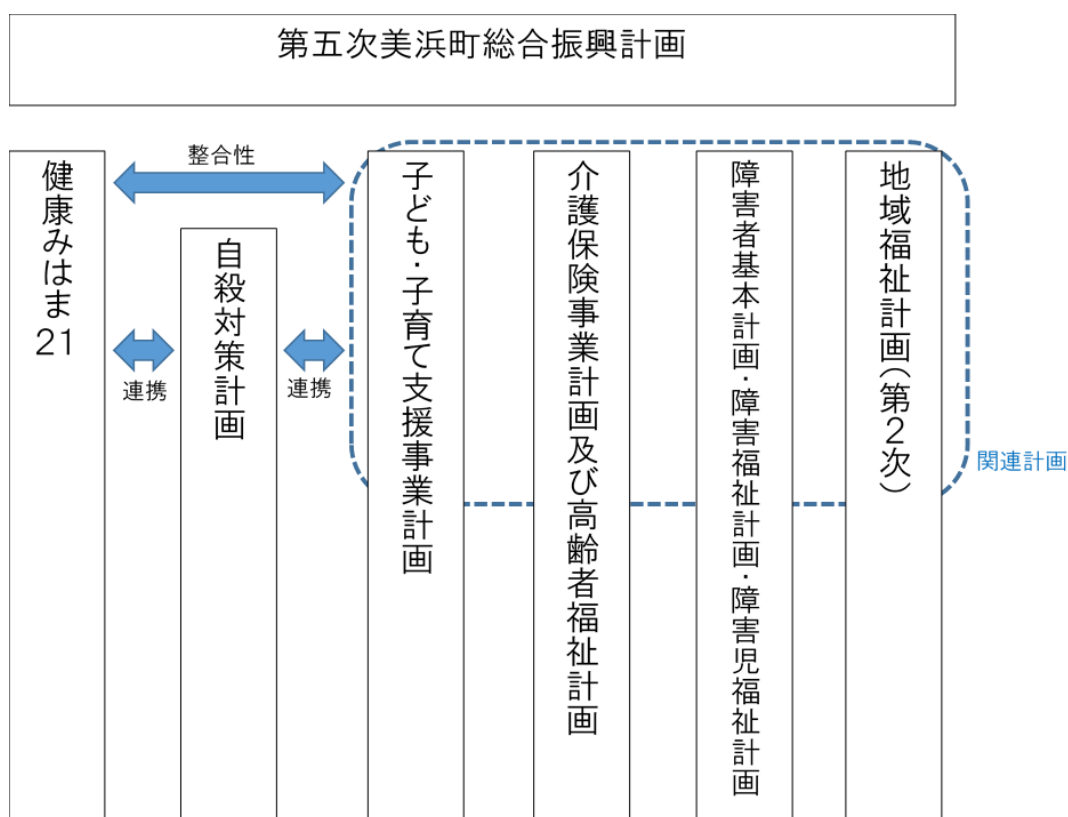 第五次美浜町総合振興計画
整合性
健康みはま21
連携
自殺対策計画
連携
子ども・子育て支援事業計画
介護保険事業計画及び高齢者福祉計画
障害者基本計画・障害福祉計画・障害児福祉計画
地域福祉計画(第2次)
関連計画